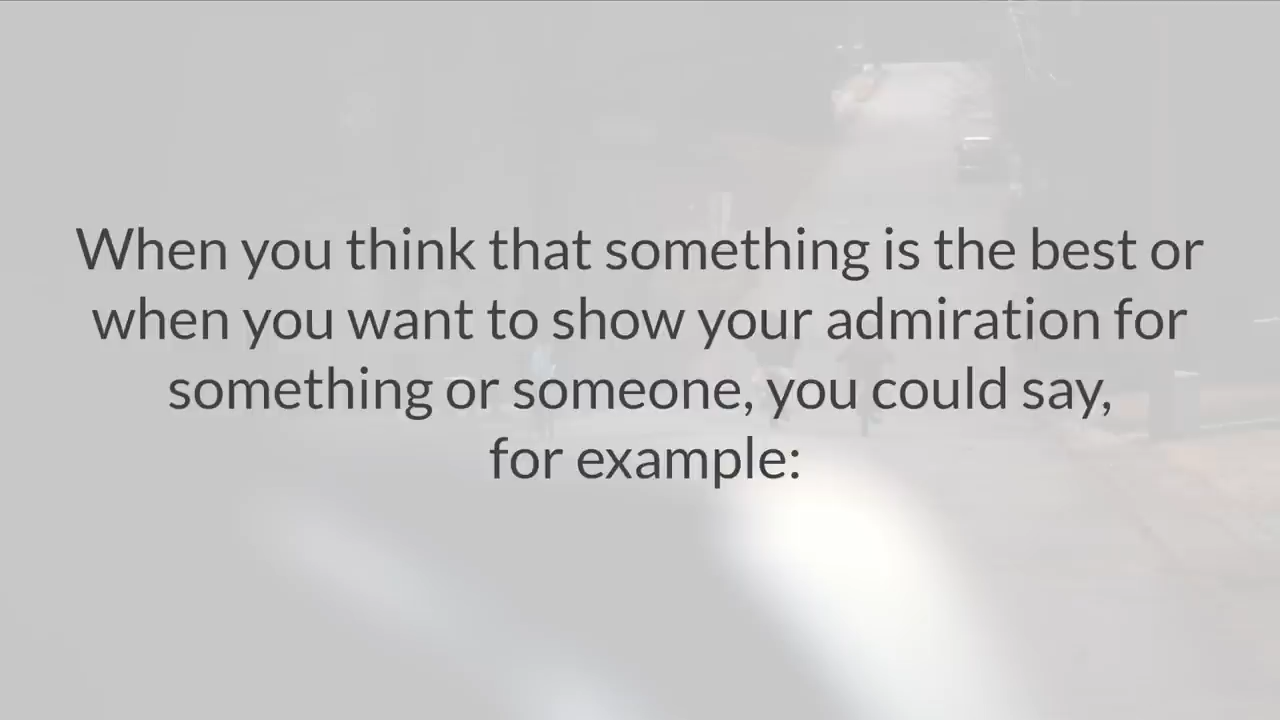 When you think that something is the best or
when you want to show your admiration for
something or someone, you could say,
for example: